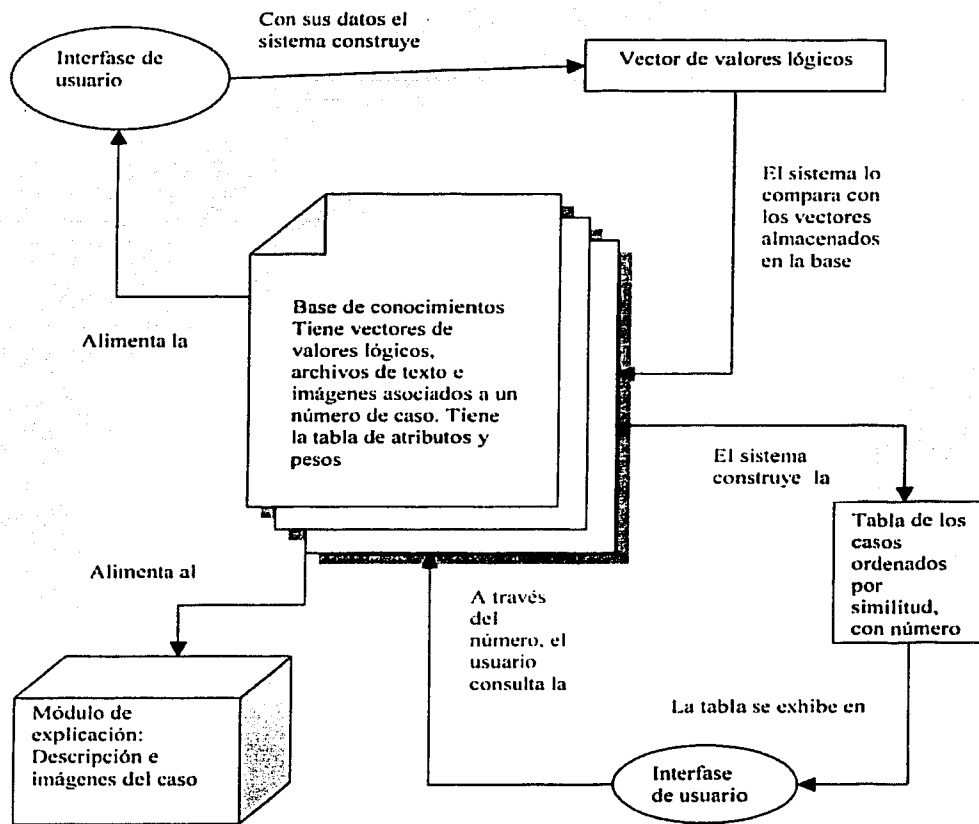 Con sus datos el
sistema construye
Interfase de
usuario
Vector de valores lógicos
El sistema lo
compara con
los vectores
almacenados
en la base
Alimenta la
Base de conocimientos
Tiene vectores de
valores lógicos,
archivos de texto e
imágenes asociados a un
número de caso. Tiene
la tabla de atributos y
pesos
El sistema
construye la
Tabla de los
casos
ordenados
por
similitud,
con número
Alimenta al
A través
del
número, el
usuario
consulta la
La tabla se exhibe en
Módulo de
explicación:
Descripción e
imágenes del caso
Interfase
de usuario